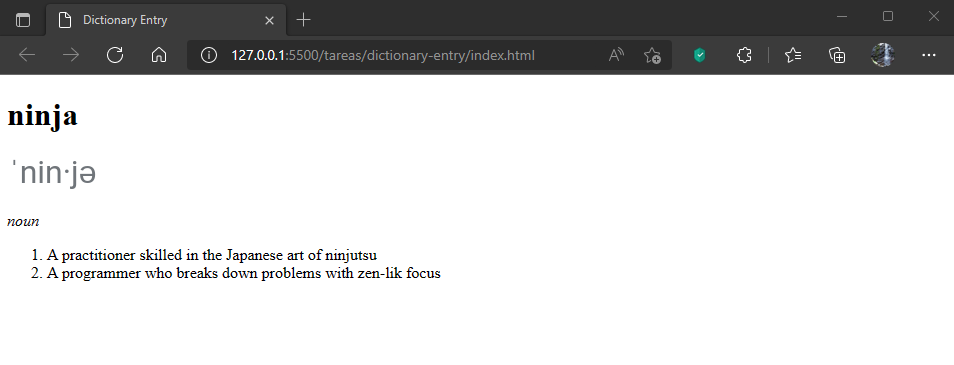 Dictionary Entry
127.0.0.1:5500/tareas/dictionary-entry/index.html
ninja
ˈnin·jə
noun
1. A practitioner skilled in the Japanese art of ninjutsu
2. A programmer who breaks down problems with zen-lik focus